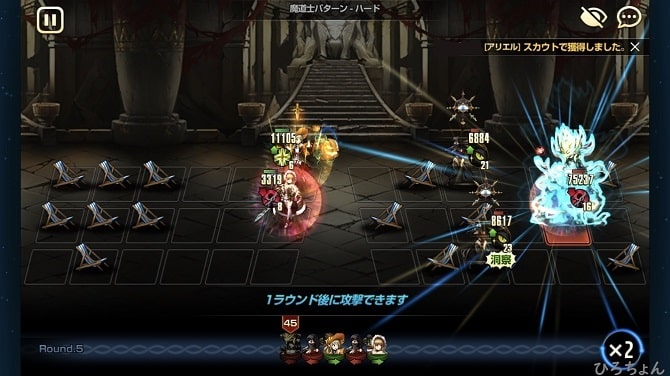 魔道士パターン - ハード
[アリエル] スカウトで獲得しました。
11105
6
6884
21
3319
6
75237
16
8617
23
洞察
1ラウンド後に攻撃できます
45
Round.5
×2
ひろちょん